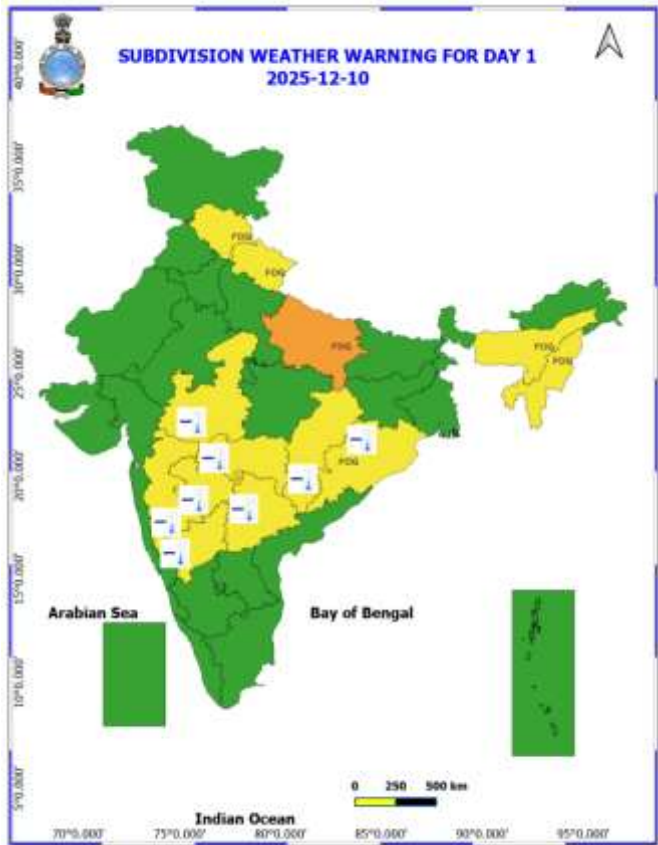 SUBDIVISION WEATHER WARNING FOR DAY 1
2025-12-10
40°0.000'
35°0.000'
30°0.000'
25°0.000'
20°0.000'
15°0.000'
10°0.000'
5°0.000'
FOG
FOG
FOG
FOG
FOG
FOG
Arabian Sea
Bay of Bengal
0 250 500 km
Indian Ocean
70°0.000' 75°0.000' 80°0.000' 85°0.000' 90°0.000' 95°0.000'